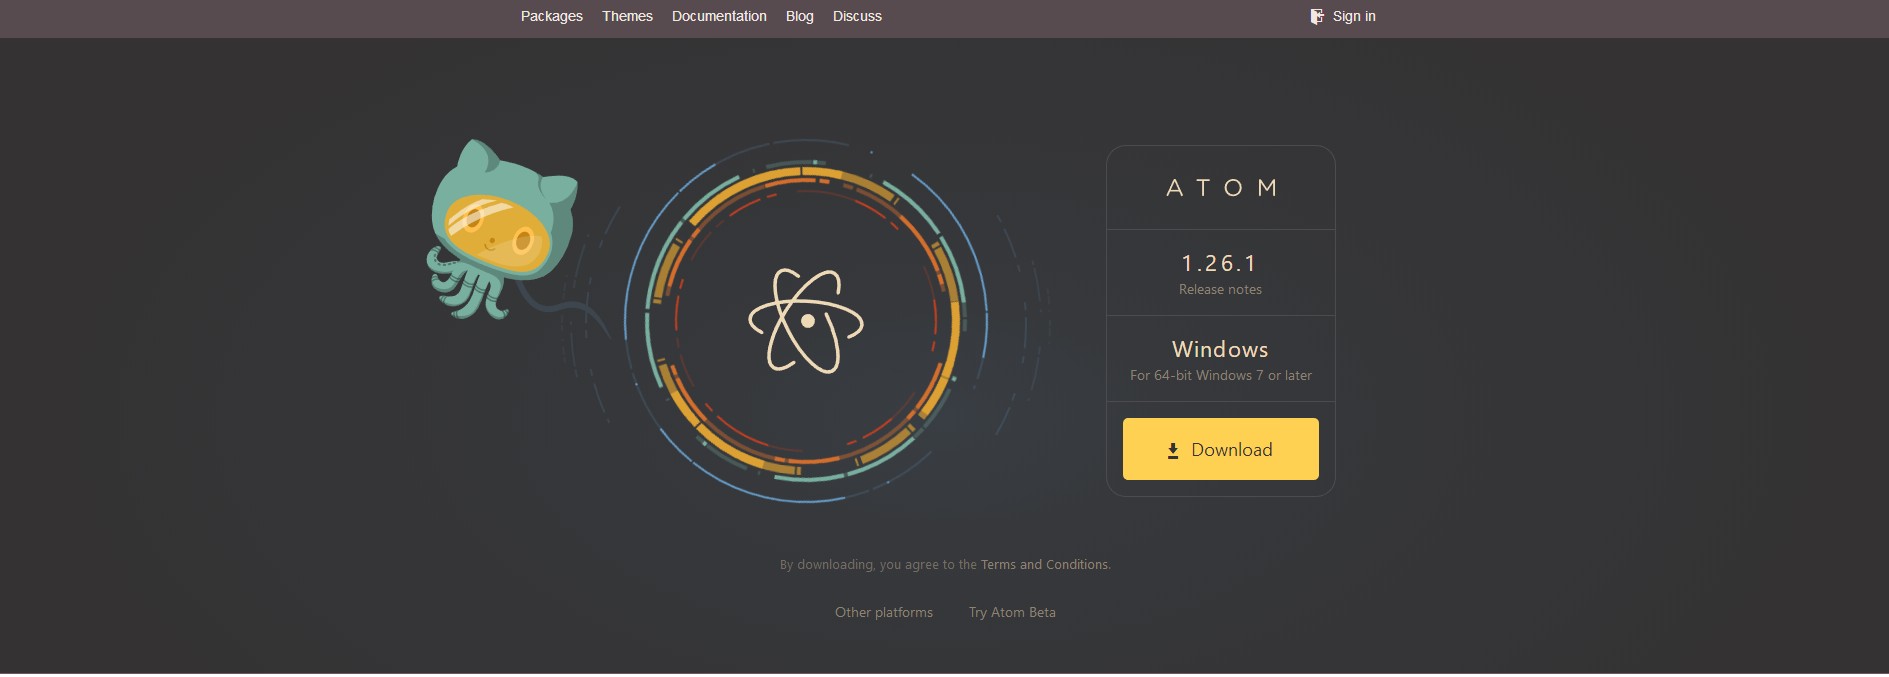 Packages Themes Documentation Blog Discuss Sign in
ATOM
1.26.1
Release notes
Windows
For 64-bit Windows 7 or later
Download
By downloading, you agree to the Terms and Conditions.
Other platforms Try Atom Beta